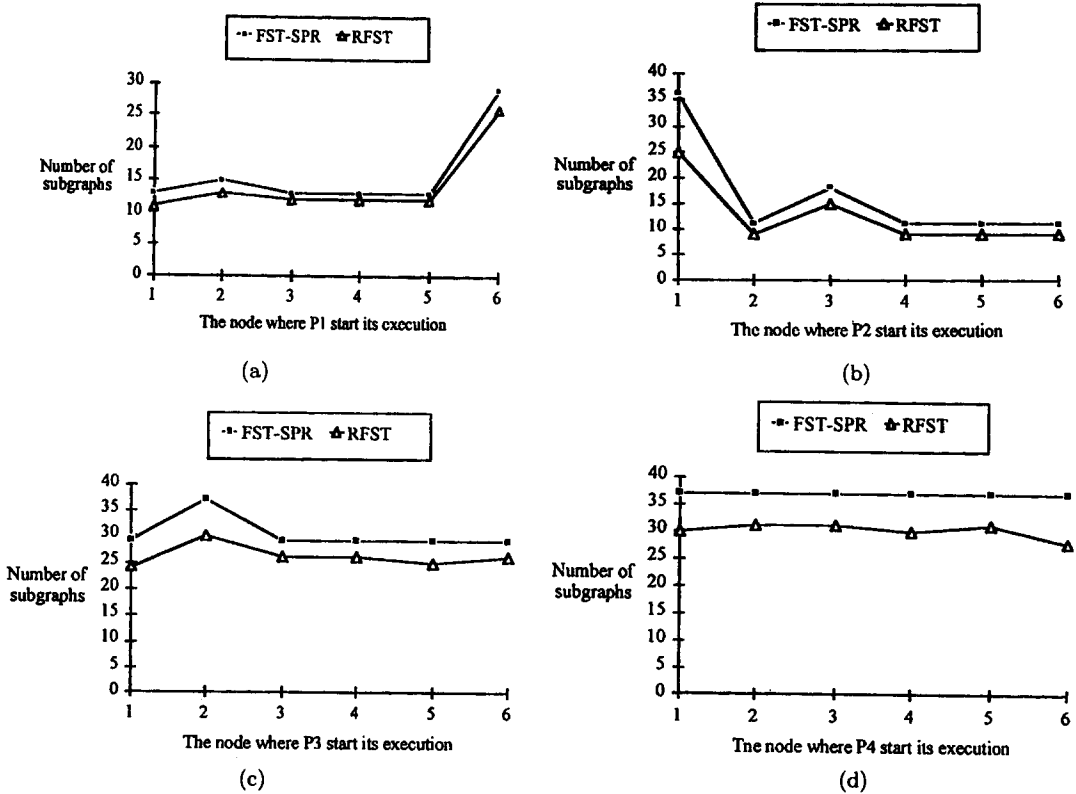 FST-SPR RFST
30
25
20
15
10
5
0
Number of
subgraphs
1 2 3 4 5 6
The node where P1 start its execution
(a)
FST-SPR RFST
40
35
30
25
20
15
10
5
0
Number of
subgraphs
1 2 3 4 5 6
The node where P2 start its execution
(b)
FST-SPR RFST
40
35
30
25
20
15
10
5
0
Number of
subgraphs
1 2 3 4 5 6
The node where P3 start its execution
(c)
FST-SPR RFST
40
35
30
25
20
15
10
5
0
Number of
subgraphs
1 2 3 4 5 6
The node where P4 start its execution
(d)